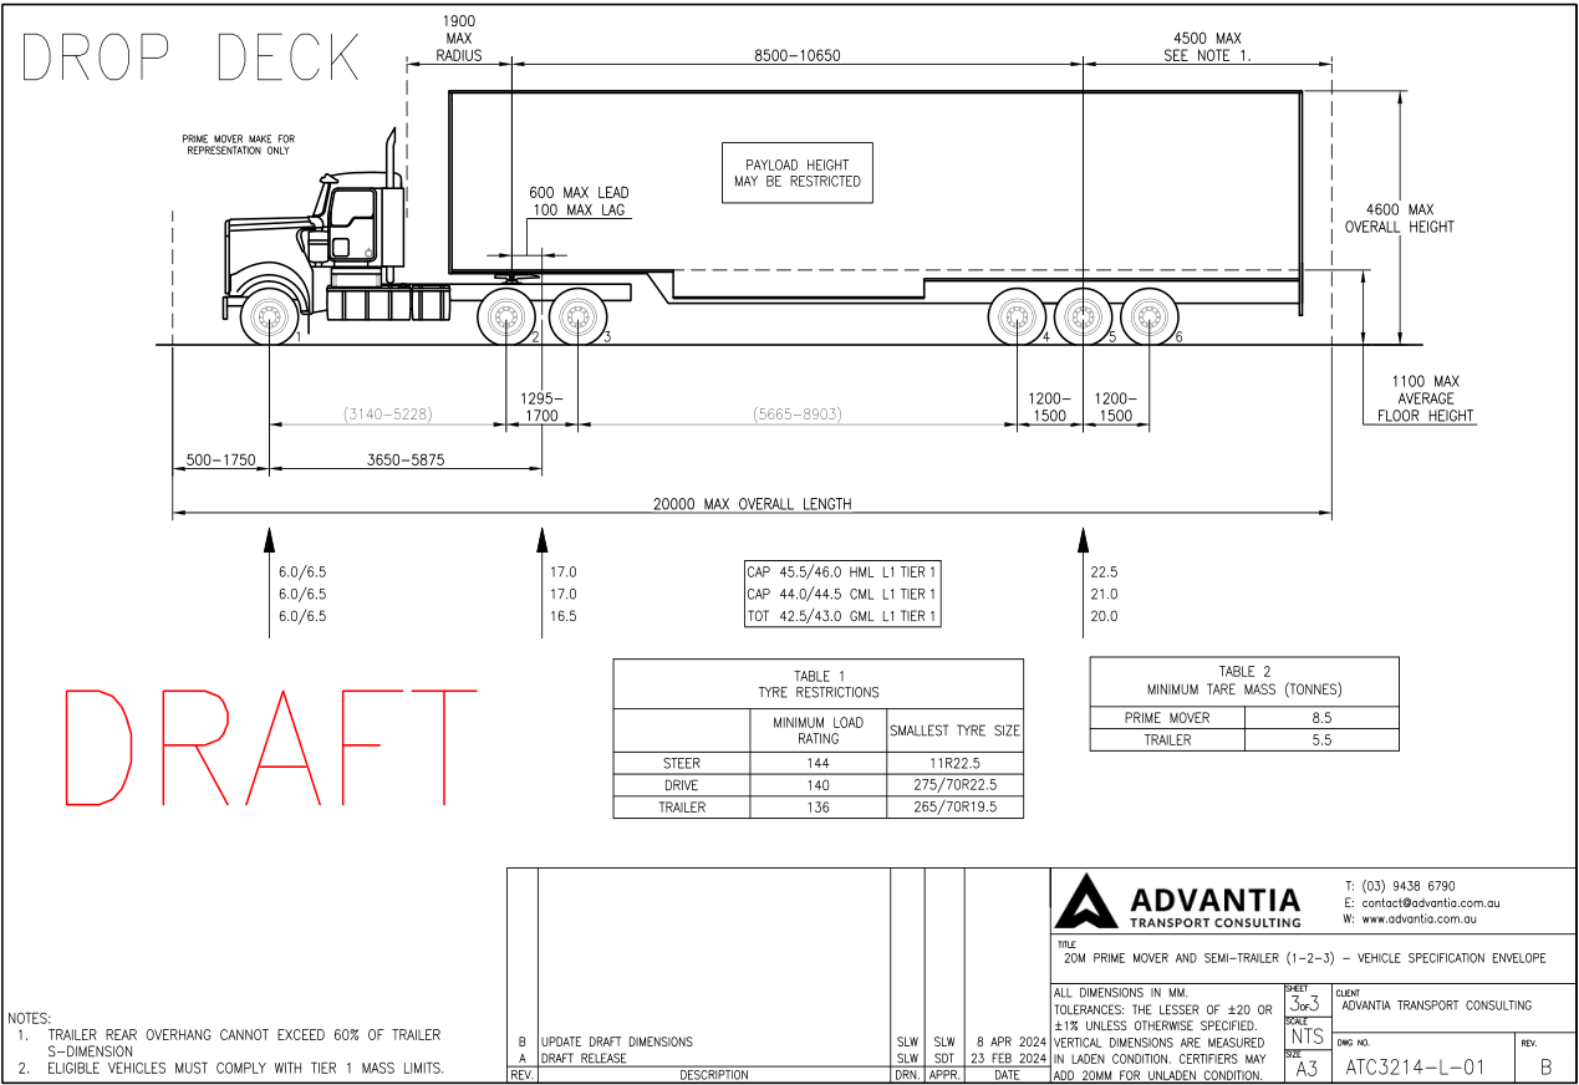 DROP DECK
1900
MAX
RADIUS
8500-10650
4500 MAX
SEE NOTE 1.
PRIME MOVER MAKE FOR
REPRESENTATION ONLY
PAYLOAD HEIGHT
MAY BE RESTRICTED
600 MAX LEAD
100 MAX LAG
4600 MAX
OVERALL HEIGHT
1
2
3
4
5
6
1100 MAX
AVERAGE
FLOOR HEIGHT
(3140-5228)
1295-
1700
(5665-8903)
1200-
1500
1200-
1500
500-1750
3650-5875
20000 MAX OVERALL LENGTH
6.0/6.5
6.0/6.5
6.0/6.5
17.0
17.0
16.5
CAP 45.5/46.0 HML L1 TIER 1
CAP 44.0/44.5 CML L1 TIER 1
TOT 42.5/43.0 GML L1 TIER 1
22.5
21.0
20.0
DRAFT
TABLE 1
TYRE RESTRICTIONS
MINIMUM LOAD
RATING
SMALLEST TYRE SIZE
STEER 144 11R22.5
DRIVE 140 275/70R22.5
TRAILER 136 265/70R19.5
TABLE 2
MINIMUM TARE MASS (TONNES)
PRIME MOVER 8.5
TRAILER 5.5
NOTES:
1. TRAILER REAR OVERHANG CANNOT EXCEED 60% OF TRAILER
S-DIMENSION
2. ELIGIBLE VEHICLES MUST COMPLY WITH TIER 1 MASS LIMITS.
B UPDATE DRAFT DIMENSIONS SLW SLW 8 APR 2024
A DRAFT RELEASE SLW SDT 23 FEB 2024
REV. DESCRIPTION DRN. APPR. DATE
ADVANTIA
TRANSPORT CONSULTING
T: (03) 9438 6790
E: contact@advantia.com.au
W: www.advantia.com.au
TITLE
20M PRIME MOVER AND SEMI-TRAILER (1-2-3) - VEHICLE SPECIFICATION ENVELOPE
ALL DIMENSIONS IN MM.
TOLERANCES: THE LESSER OF ±20 OR
±1% UNLESS OTHERWISE SPECIFIED.
VERTICAL DIMENSIONS ARE MEASURED
IN LADEN CONDITION. CERTIFIERS MAY
ADD 20MM FOR UNLADEN CONDITION.
SHEET
3 OF 3
SCALE
NTS
SIZE
A3
CLIENT
ADVANTIA TRANSPORT CONSULTING
DWG NO.
ATC3214-L-01
REV.
B